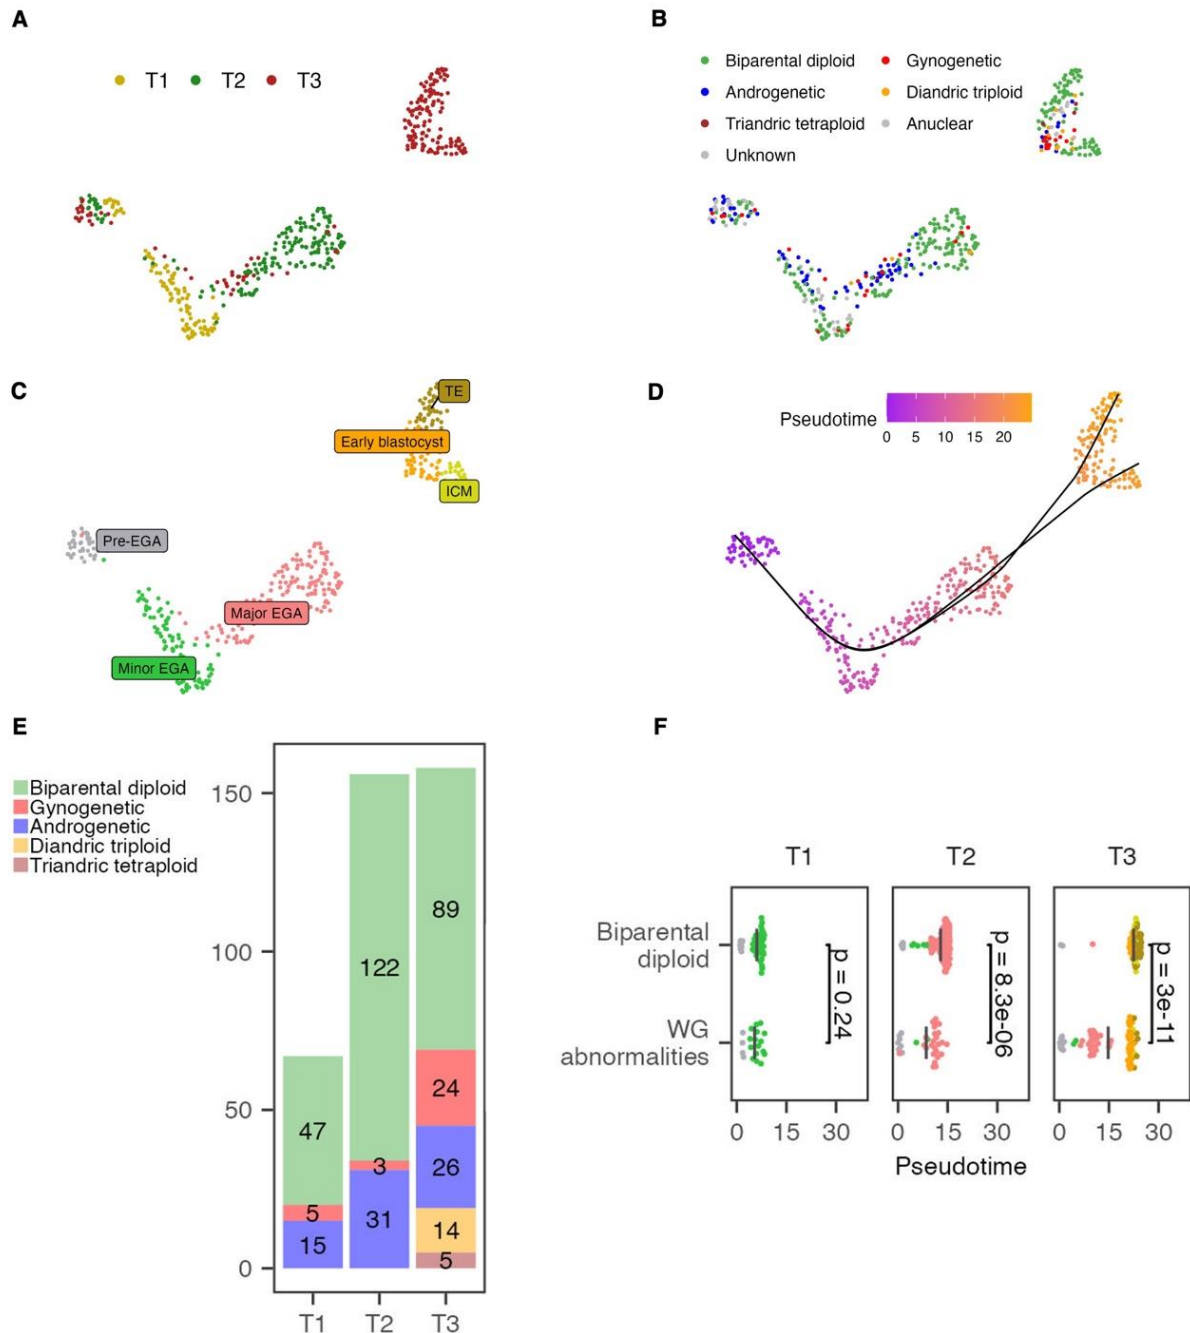 A
T1 T2 T3
B
Biparental diploid
Gynogenetic
Androgenetic
Diandric triploid
Triandric tetraploid
Anuclear
Unknown
C
TE
Early blastocyst
ICM
Pre-EGA
Major EGA
Minor EGA
D
Pseudotime
0 5 10 15 20
E
Biparental diploid
Gynogenetic
Androgenetic
Diandric triploid
Triandric tetraploid
150
100
50
0
47
5
15
122
3
31
89
24
26
14
5
T1 T2 T3
F
T1 T2 T3
Biparental
diploid
WG
abnormalities
p = 0.24
p = 8.3e-06
p = 3e-11
0 15 30 0 15 30 0 15 30
Pseudotime